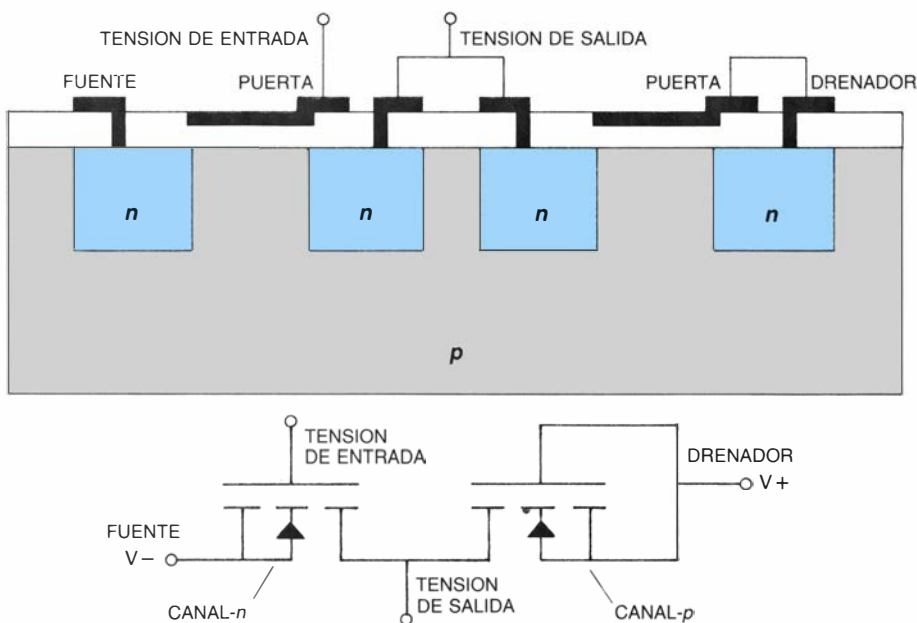 TENSION DE ENTRADA
TENSION DE SALIDA
FUENTE
PUERTA
PUERTA
DRENADOR
n
n
n
n
p
TENSION
DE ENTRADA
DRENADOR
V+
FUENTE
V−
TENSION
DE SALIDA
CANAL-n
CANAL-p